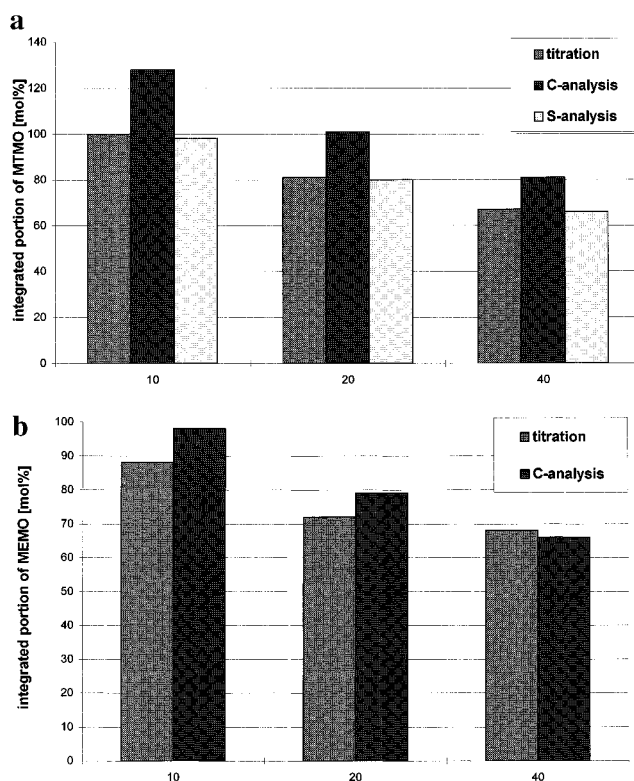 a
integrated portion of MTMO [mol%]
140
120
100
80
60
40
20
0
titration
C-analysis
S-analysis
10 20 40
b
integrated portion of MEMO [mol%]
100
90
80
70
60
50
40
30
20
10
0
titration
C-analysis
10 20 40